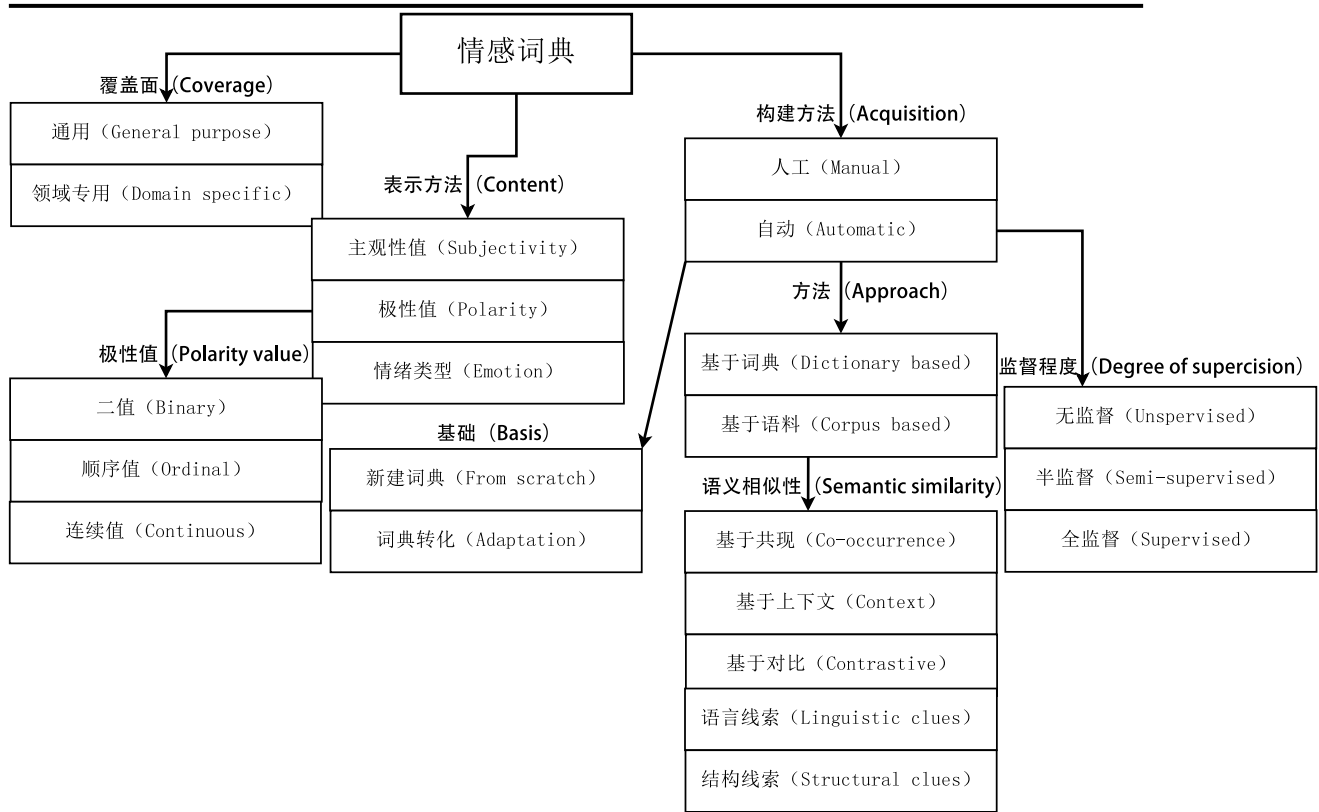 情感词典
覆盖面（Coverage）
通用（General purpose）
领域专用（Domain specific）
表示方法（Content）
主观性值（Subjectivity）
极性值（Polarity）
情绪类型（Emotion）
极性值（Polarity value）
二值（Binary）
顺序值（Ordinal）
连续值（Continuous）
构建方法（Acquisition）
人工（Manual）
自动（Automatic）
基础（Basis）
新建词典（From scratch）
词典转化（Adaptation）
方法（Approach）
基于词典（Dictionary based）
基于语料（Corpus based）
语义相似性（Semantic similarity）
基于共现（Co-occurrence）
基于上下文（Context）
基于对比（Contrastive）
语言线索（Linguistic clues）
结构线索（Structural clues）
监督程度（Degree of supercision）
无监督（Unspervised）
半监督（Semi-supervised）
全监督（Supervised）